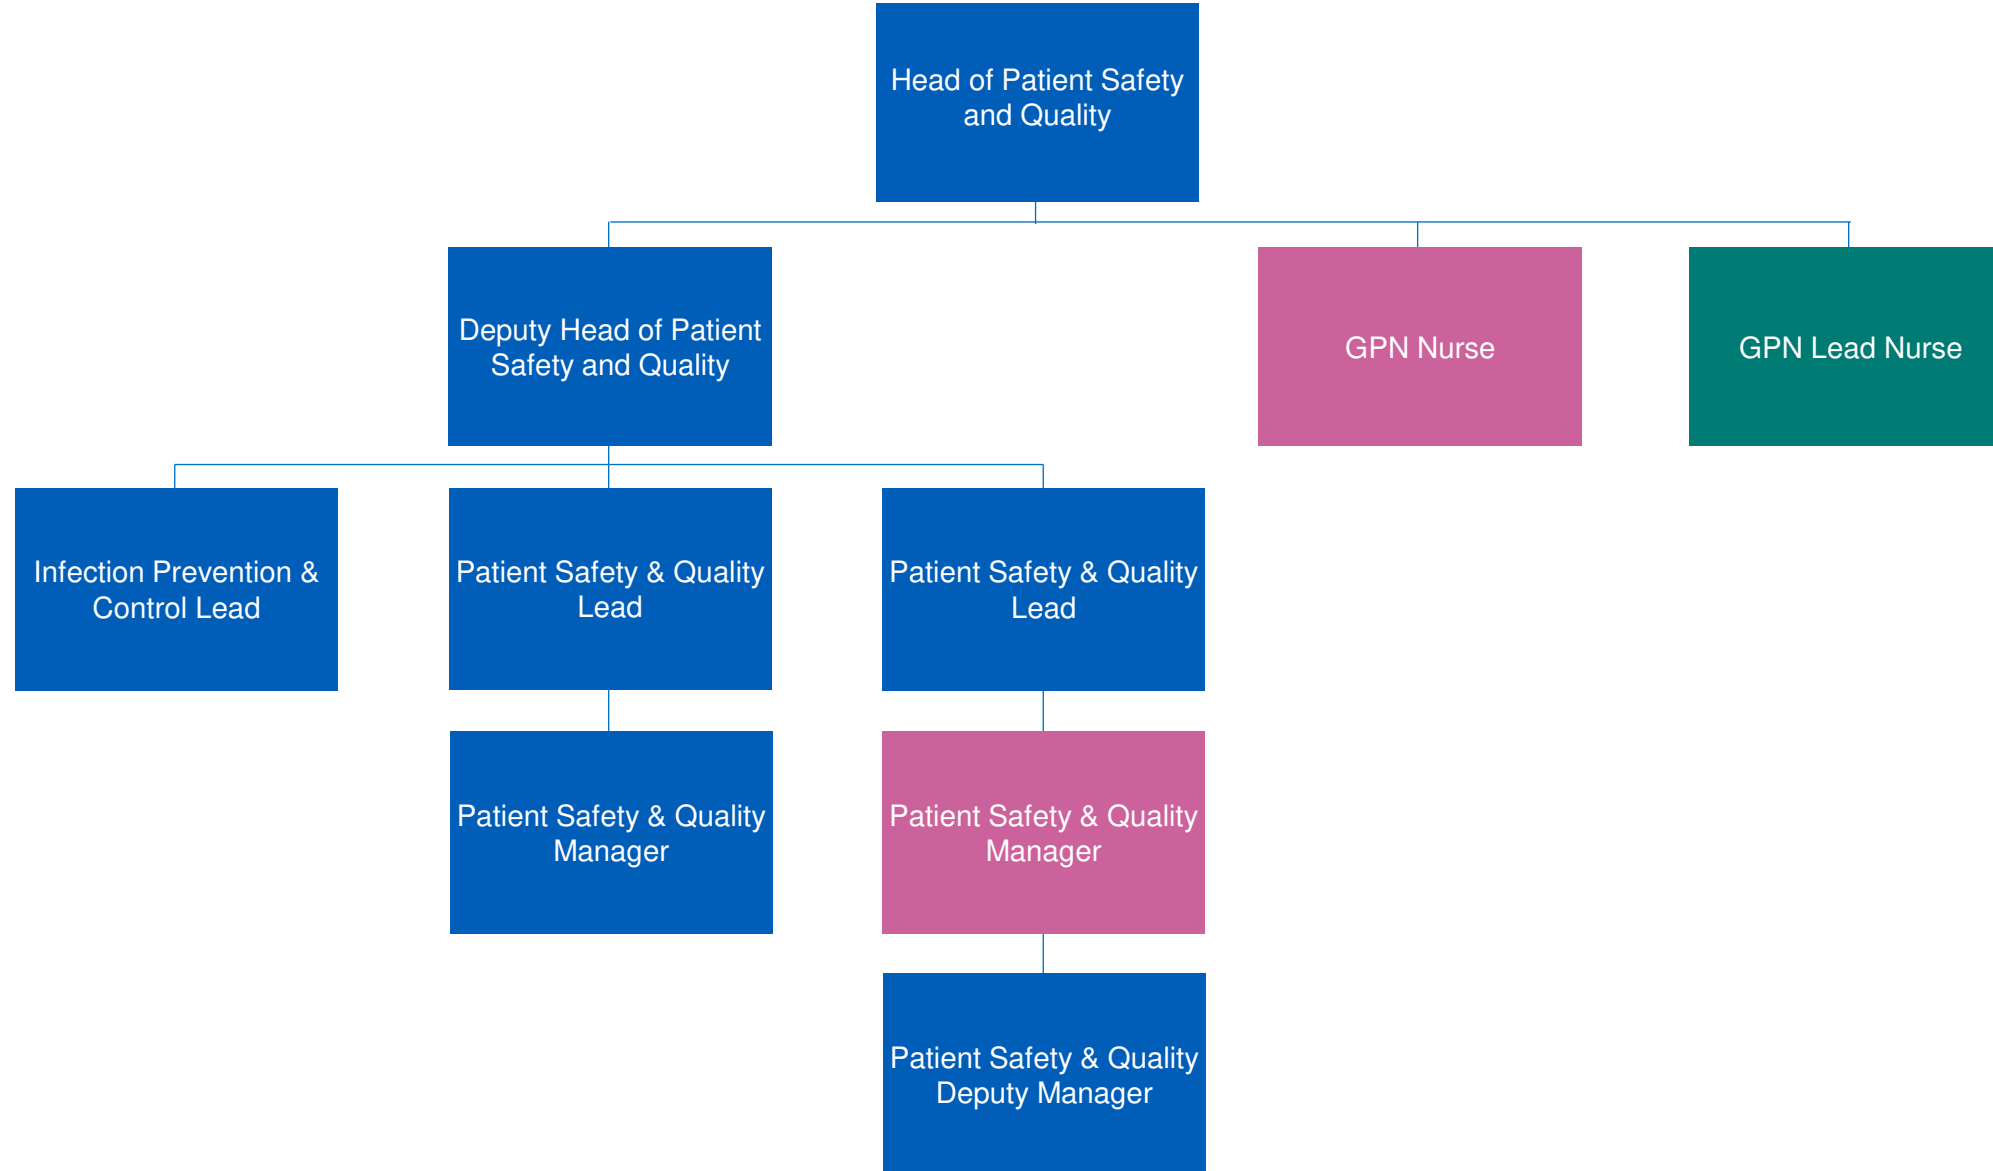 Head of Patient Safety
and Quality
Deputy Head of Patient
Safety and Quality
GPN Nurse
GPN Lead Nurse
Infection Prevention &
Control Lead
Patient Safety & Quality
Lead
Patient Safety & Quality
Lead
Patient Safety & Quality
Manager
Patient Safety & Quality
Manager
Patient Safety & Quality
Deputy Manager